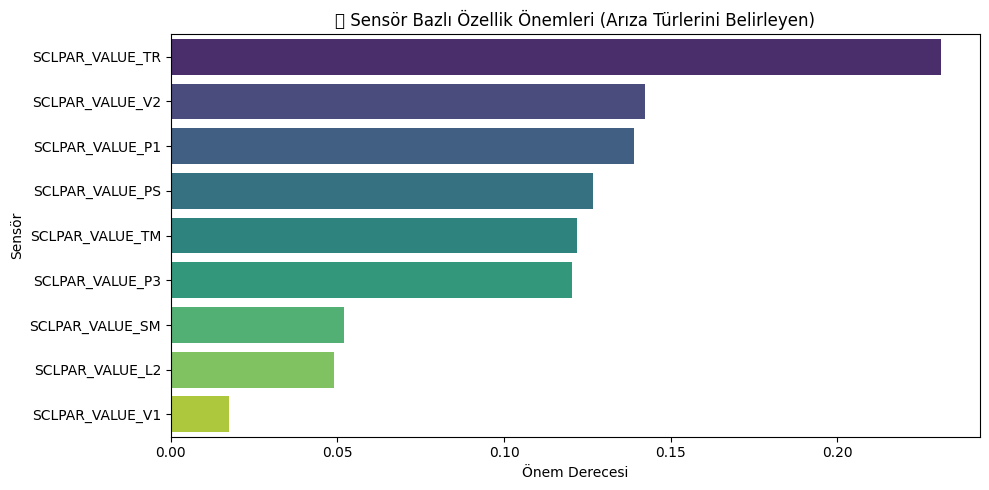 Sensör Bazlı Özellik Önemleri (Arıza Türlerini Belirleyen)
SCLPAR_VALUE_TR
SCLPAR_VALUE_V2
SCLPAR_VALUE_P1
SCLPAR_VALUE_PS
SCLPAR_VALUE_TM
SCLPAR_VALUE_P3
SCLPAR_VALUE_SM
SCLPAR_VALUE_L2
SCLPAR_VALUE_V1
Sensör
0.00 0.05 0.10 0.15 0.20
Önem Derecesi